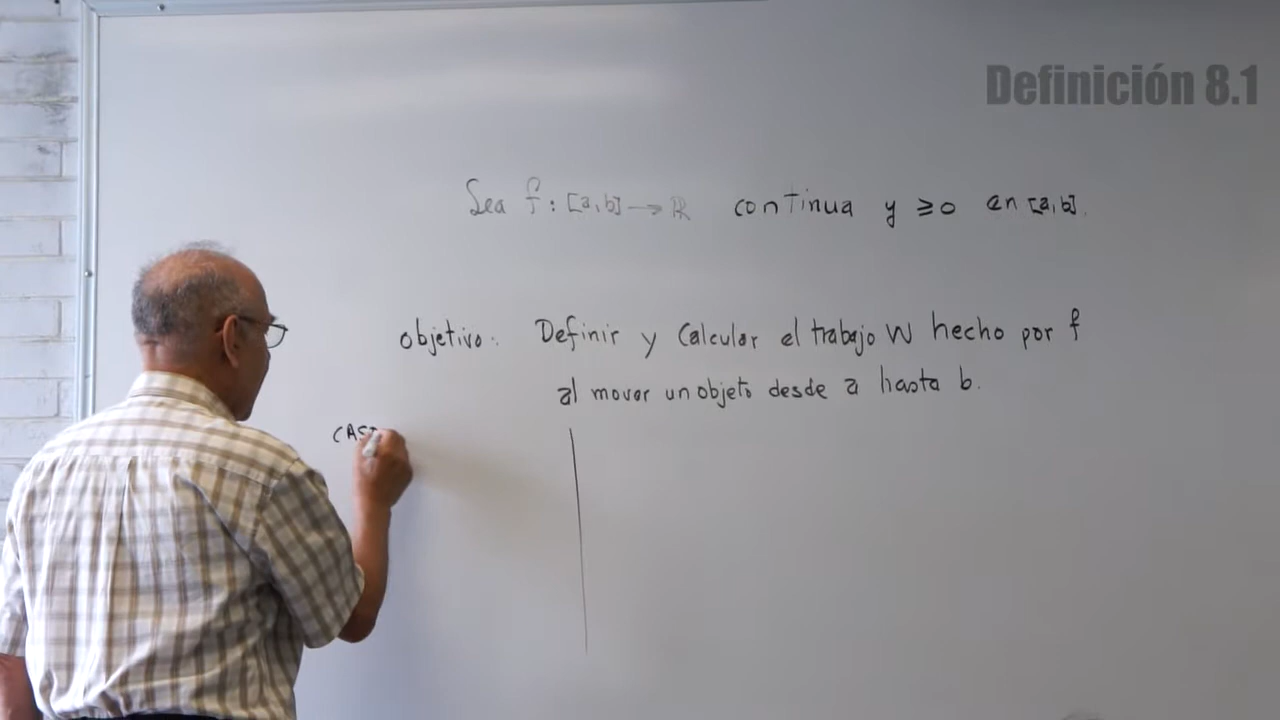 Definición 8.1
Sea f : [a,b] → ℝ continua y ≥0 en [a,b].
objetivo: Definir y Calcular el trabajo W hecho por f
al mover un objeto desde a hasta b.
CAS